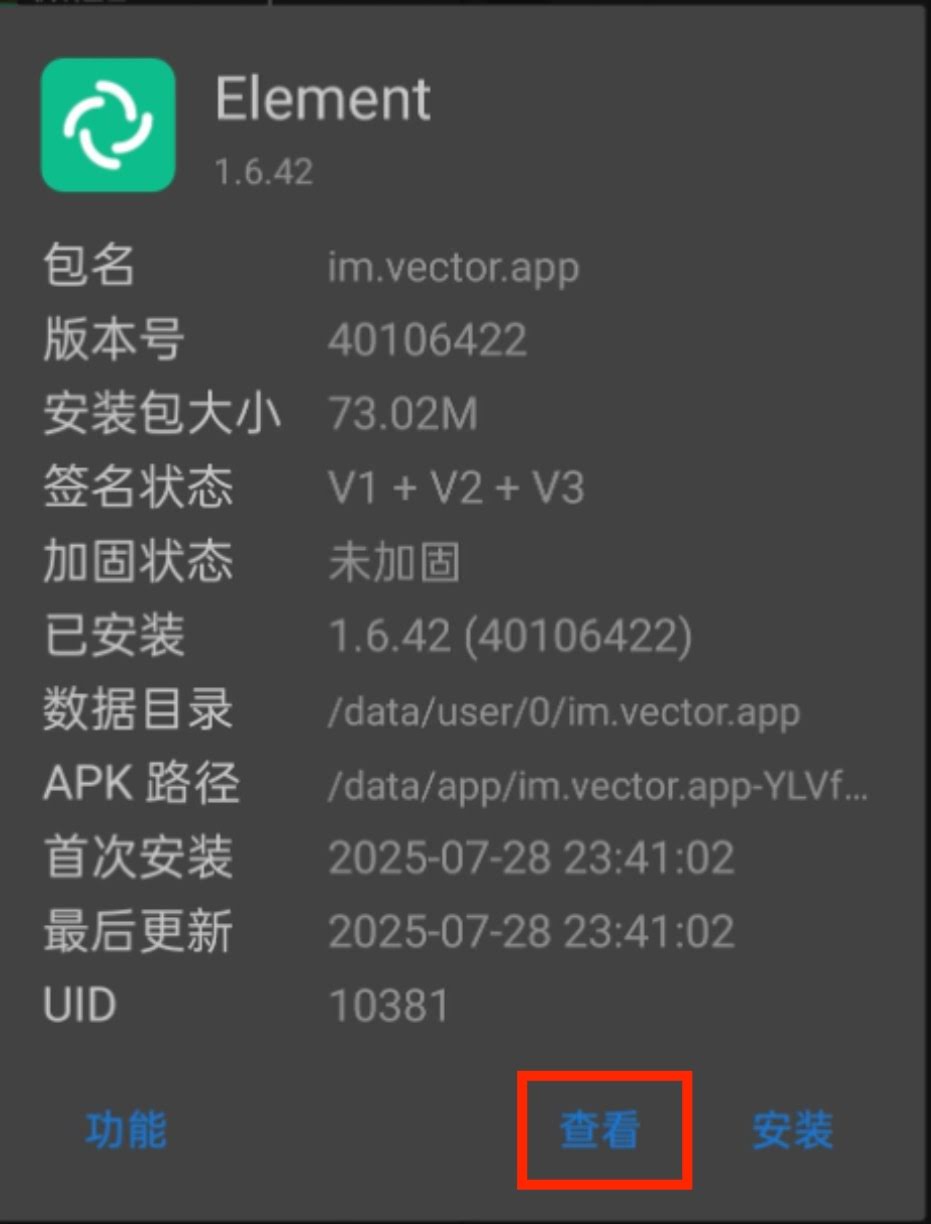 Element
1.6.42
包名 im.vector.app
版本号 40106422
安装包大小 73.02M
签名状态 V1 + V2 + V3
加固状态 未加固
已安装 1.6.42 (40106422)
数据目录 /data/user/0/im.vector.app
APK 路径 /data/app/im.vector.app-YLVf...
首次安装 2025-07-28 23:41:02
最后更新 2025-07-28 23:41:02
UID 10381
功能 查看 安装